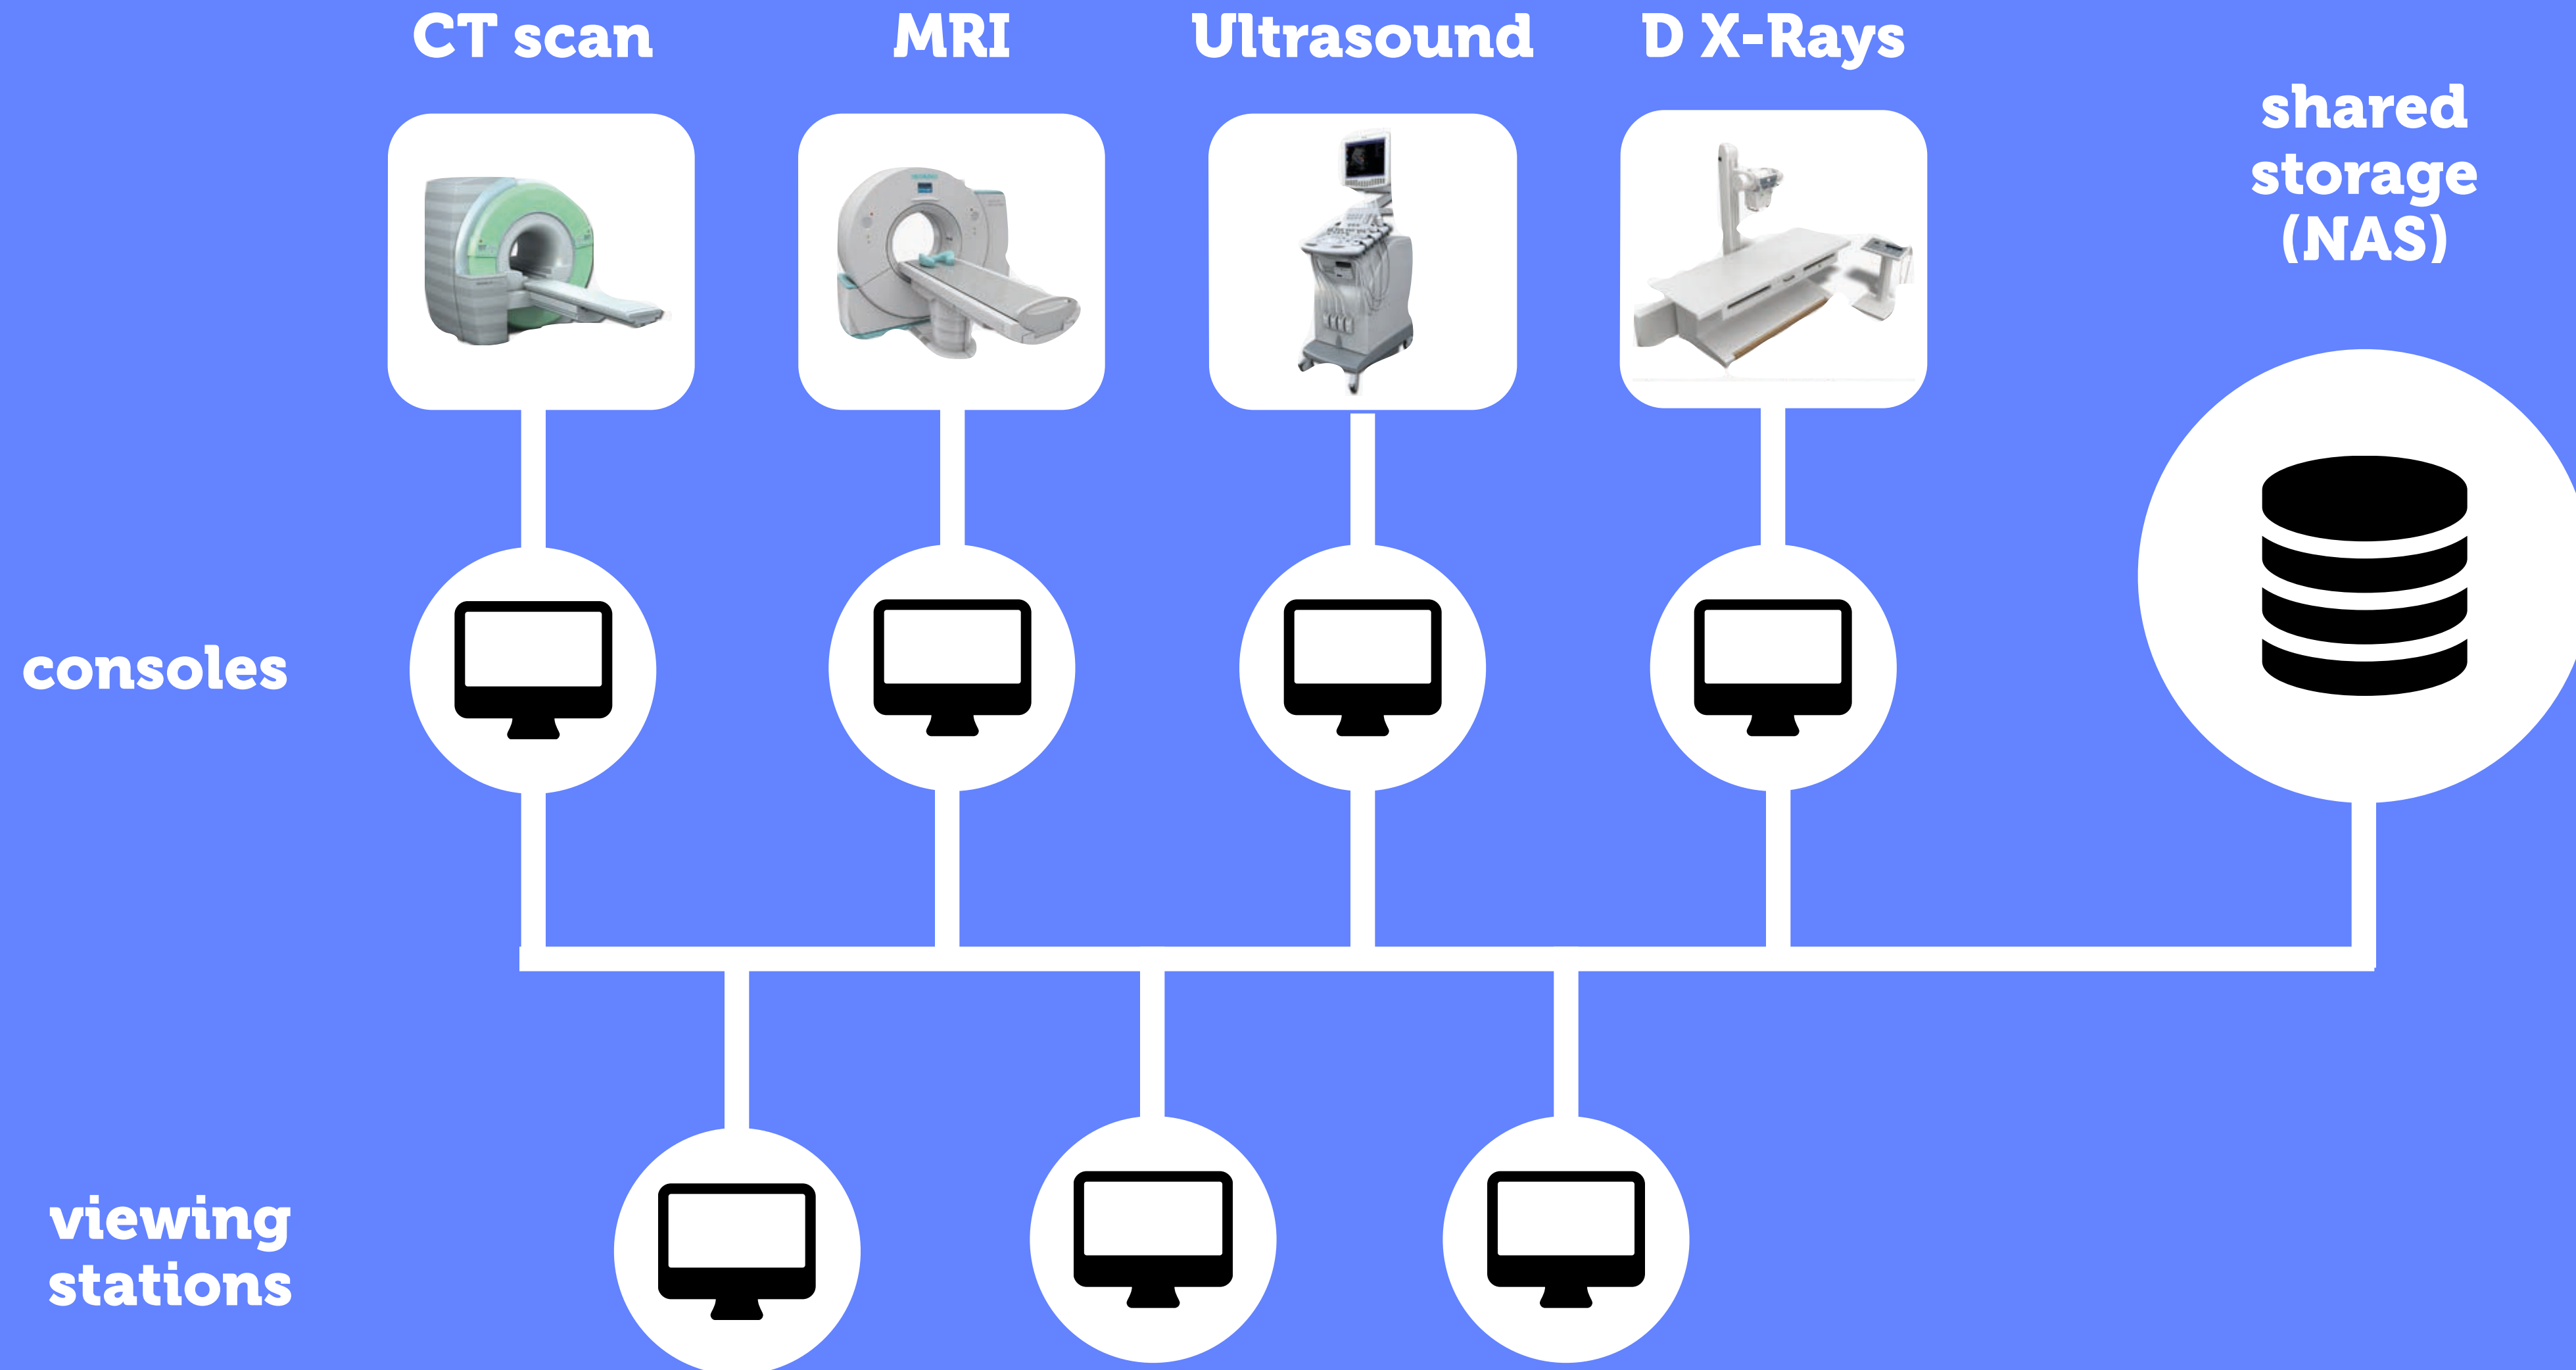 CT scan
MRI
Ultrasound
D X-Rays
shared
storage
(NAS)
consoles
viewing
stations